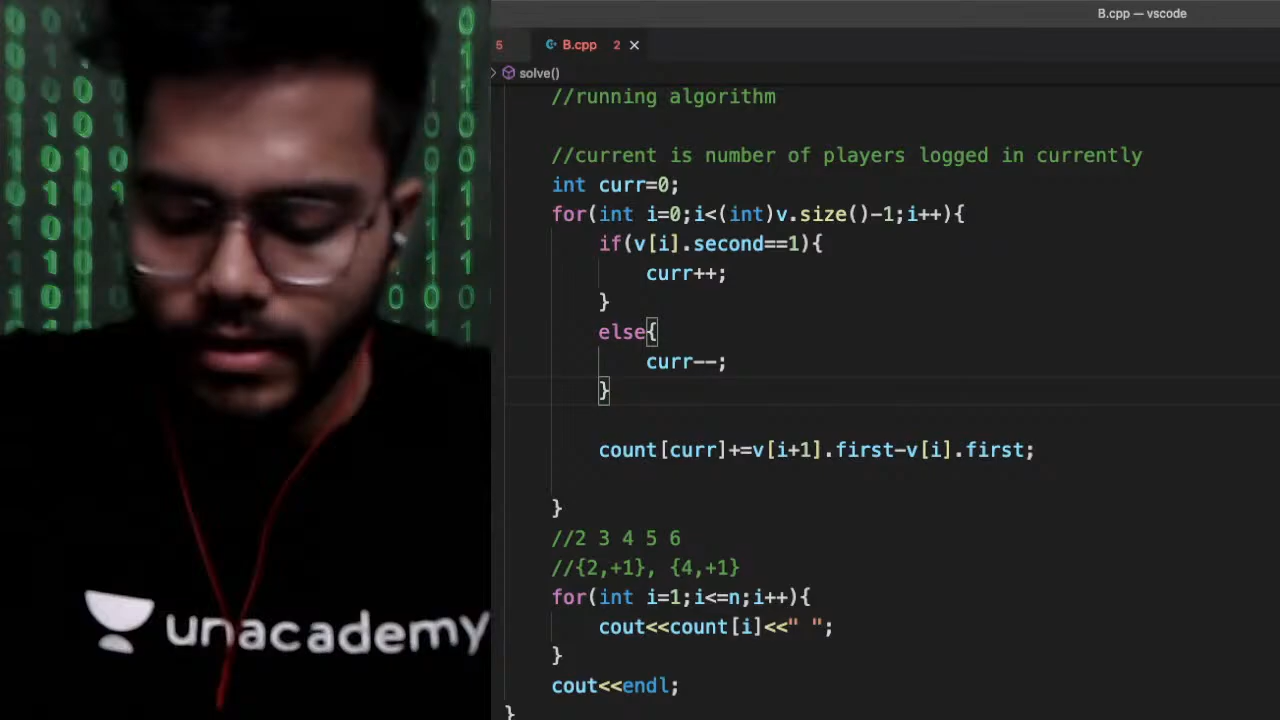 B.cpp — vscode
5 B.cpp 2 ×
solve()
//running algorithm
//current is number of players logged in currently
int curr=0;
for(int i=0;i<(int)v.size()-1;i++){
if(v[i].second==1){
curr++;
}
else{
curr--;
}
count[curr]+=v[i+1].first-v[i].first;
}
//2 3 4 5 6
//{2,+1}, {4,+1}
for(int i=1;i<=n;i++){
cout<<count[i]<<" ";
}
cout<<endl;
}
unacademy